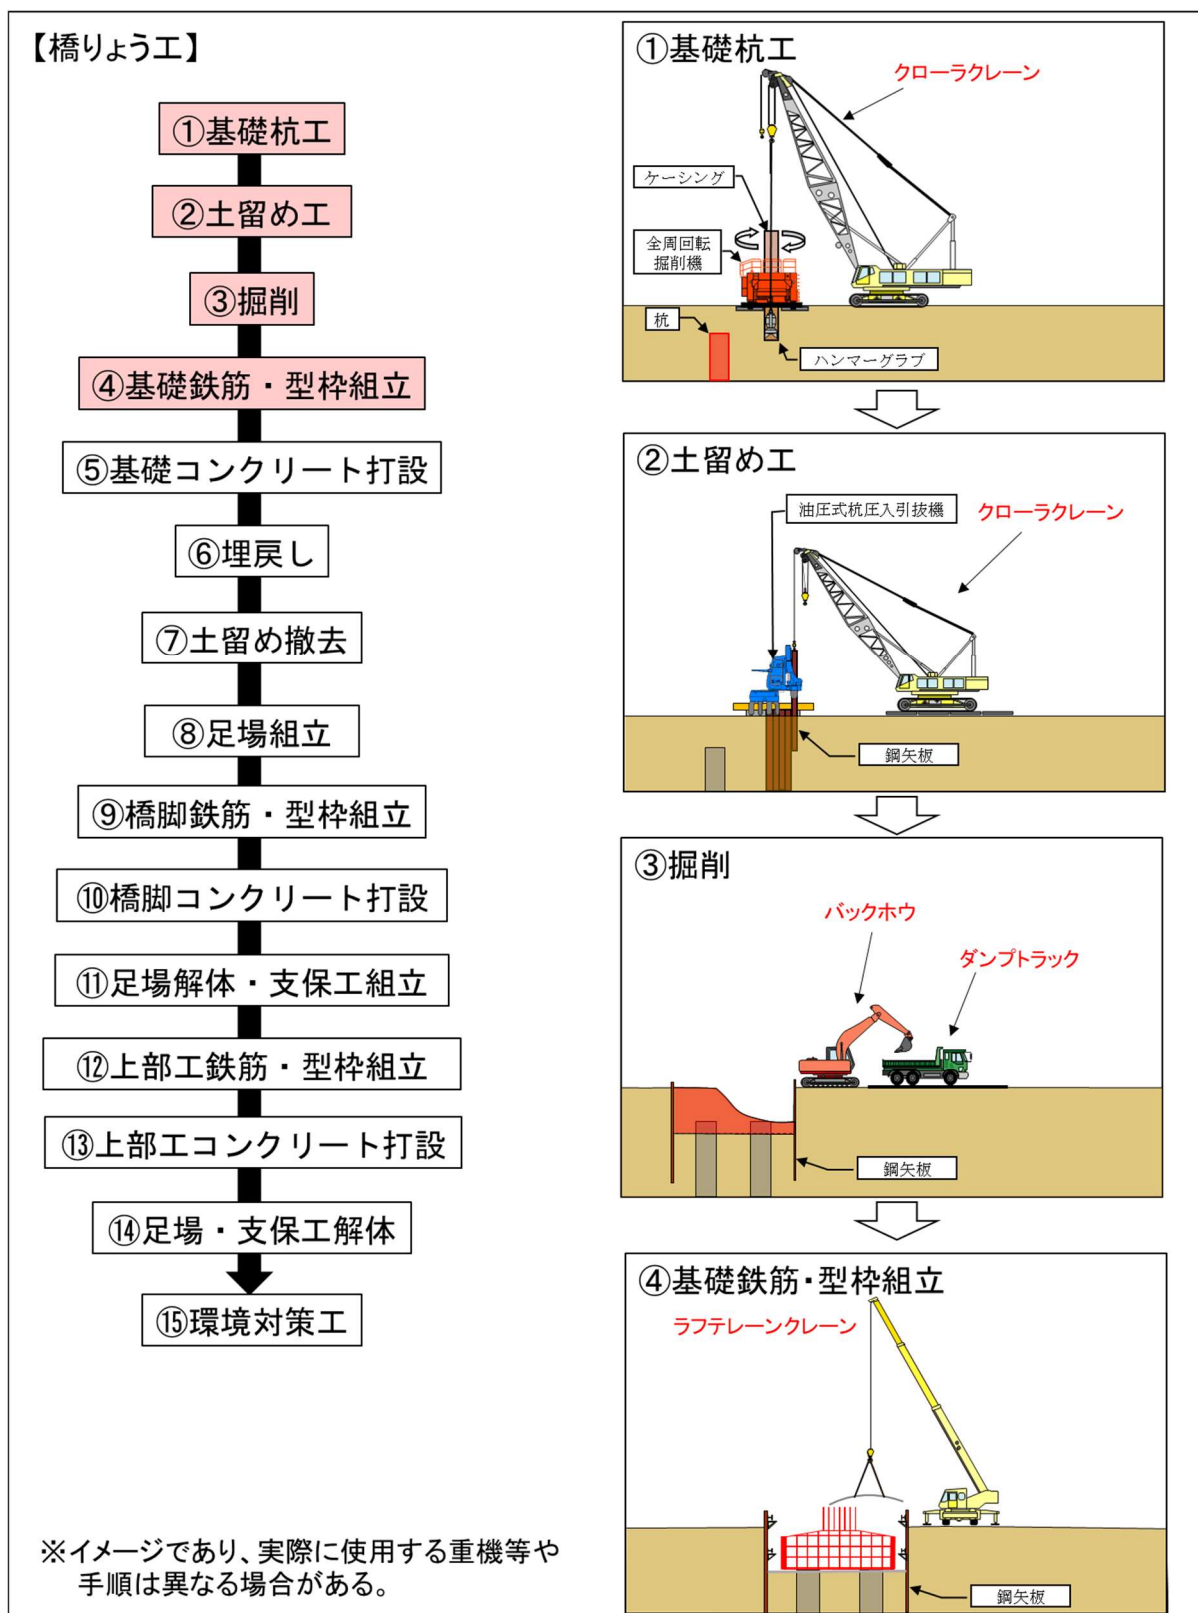 【橋りょう工】
①基礎杭工
②土留め工
③掘削
④基礎鉄筋・型枠組立
⑤基礎コンクリート打設
⑥埋戻し
⑦土留め撤去
⑧足場組立
⑨橋脚鉄筋・型枠組立
⑩橋脚コンクリート打設
⑪足場解体・支保工組立
⑫上部工鉄筋・型枠組立
⑬上部工コンクリート打設
⑭足場・支保工解体
⑮環境対策工
※イメージであり、実際に使用する重機等や
手順は異なる場合がある。
①基礎杭工
クローラクレーン
ケーシング
全周回転
掘削機
杭
ハンマーグラブ
②土留め工
油圧式杭圧入引抜機
クローラクレーン
鋼矢板
③掘削
バックホウ
ダンプトラック
鋼矢板
④基礎鉄筋・型枠組立
ラフテレーンクレーン
鋼矢板